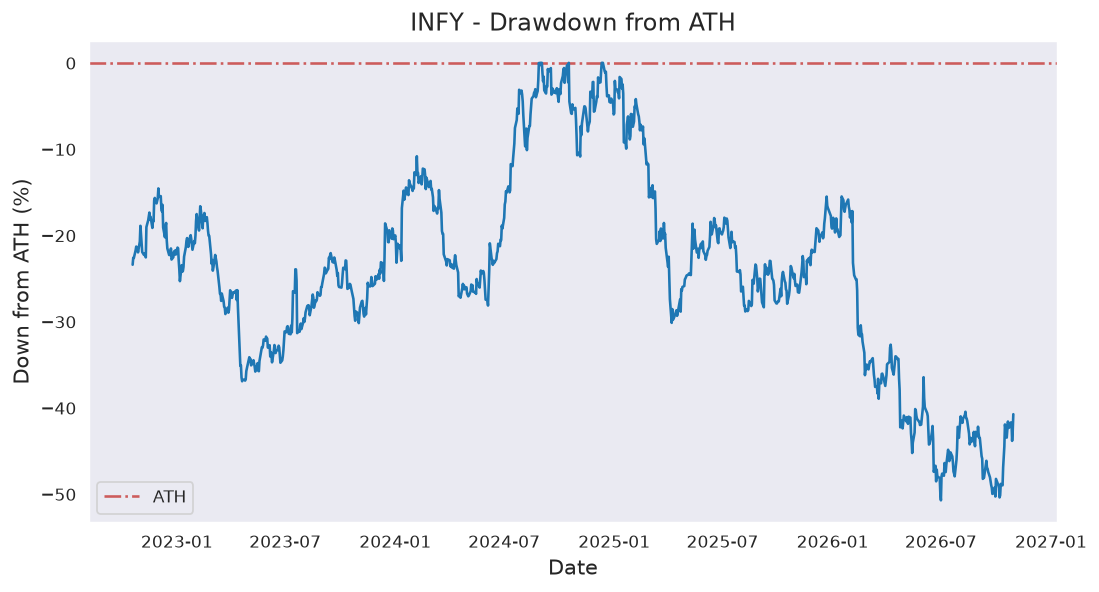 INFY - Drawdown from ATH
Down from ATH (%)
0
−10
−20
−30
−40
−50
ATH
2023-01 2023-07 2024-01 2024-07 2025-01 2025-07 2026-01 2026-07 2027-01
Date